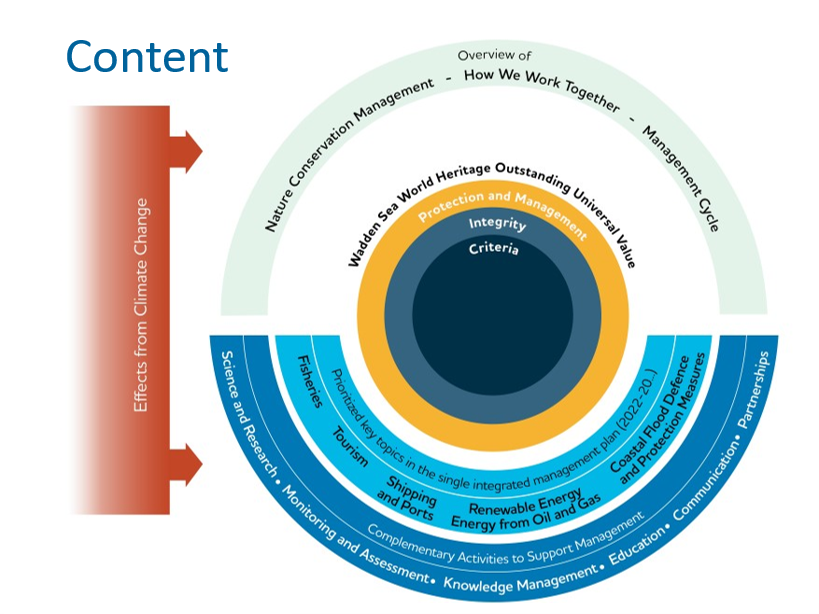 Content
Effects from Climate Change
Overview of
Nature Conservation Management - How We Work Together - Management Cycle
Wadden Sea World Heritage Outstanding Universal Value
Protection and Management
Integrity
Criteria
Prioritized key topics in the single integrated management plan (2022-20...)
Fisheries
Tourism
Shipping
and Ports
Renewable Energy
Energy from Oil and Gas
Coastal Flood Defence
and Protection Measures
Complementary Activities to Support Management
Science and Research • Monitoring and Assessment • Knowledge Management • Education • Communication • Partnerships